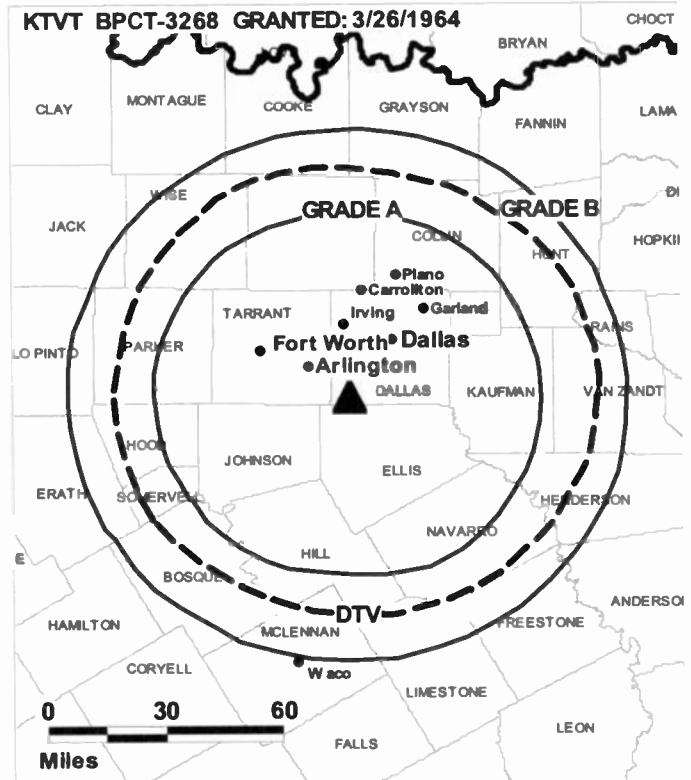 KTVT BPCT-3268 GRANTED: 3/26/1964
CHOCT
BRYAN
CLAY
MONTAGUE
COOKE
GRAYSON
FANNIN
LAMA
WISE
GRADE A
GRADE B
DI
JACK
COLLIN
HUNT
HOPKII
Plano
Carrollton
TARRANT
Irving
Garland
RAINS
LO PINTO
PARKER
Fort Worth
Dallas
Arlington
DALLAS
KAUFMAN
VAN ZANDT
HOOD
JOHNSON
ELLIS
ERATH
SOMERVELL
HENDERSON
NAVARRO
E
HILL
BOSQUE
ANDERSO
DTV
HAMILTON
MCLENNAN
FREESTONE
CORYELL
Waco
LIMESTONE
0 30 60
LEON
FALLS
Miles